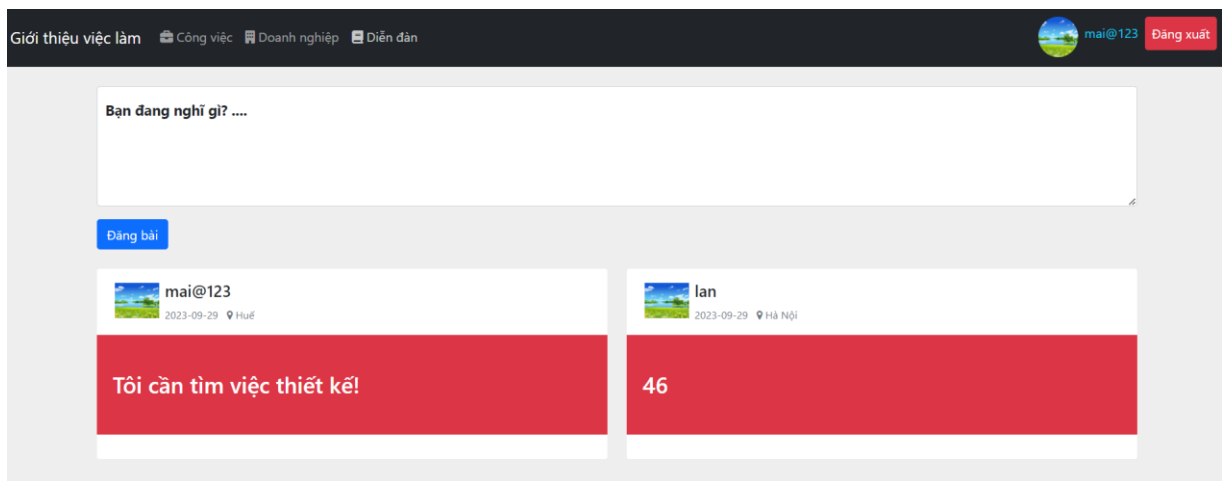 Giới thiệu việc làm Công việc Doanh nghiệp Diễn đàn mai@123 Đăng xuất
Bạn đang nghĩ gì? ....
Đăng bài
mai@123
2023-09-29 Huế
Tôi cần tìm việc thiết kế!
lan
2023-09-29 Hà Nội
46